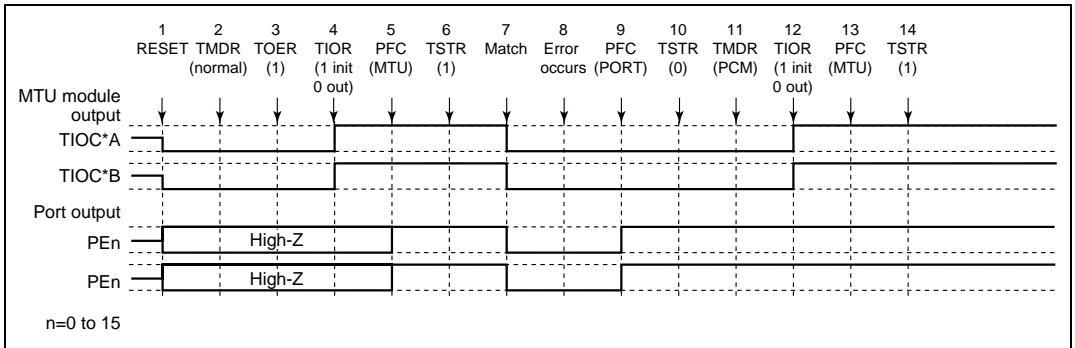 1 2 3 4 5 6 7 8 9 10 11 12 13 14
RESET TMDR TOER TIOR PFC TSTR Match Error PFC TSTR TMDR TIOR PFC TSTR
(normal) (1) (1 init (MTU) (1) occurs (PORT) (0) (PCM) (1 init (MTU) (1)
0 out) 0 out)
MTU module
output
TIOC*A
TIOC*B
Port output
PEn High-Z
PEn High-Z
n=0 to 15